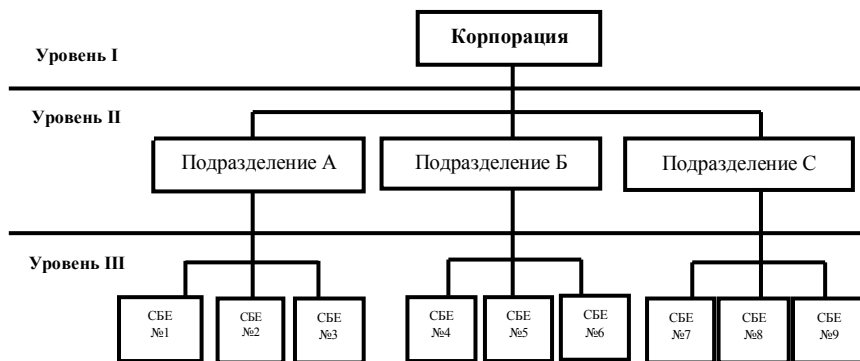 Корпорация
Уровень I
Уровень II
Подразделение А
Подразделение Б
Подразделение С
Уровень III
СБЕ
№1
СБЕ
№2
СБЕ
№3
СБЕ
№4
СБЕ
№5
СБЕ
№6
СБЕ
№7
СБЕ
№8
СБЕ
№9